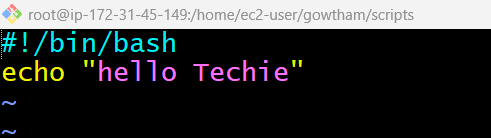 root@ip-172-31-45-149:/home/ec2-user/gowtham/scripts
#!/bin/bash
echo "hello Techie"
~
~